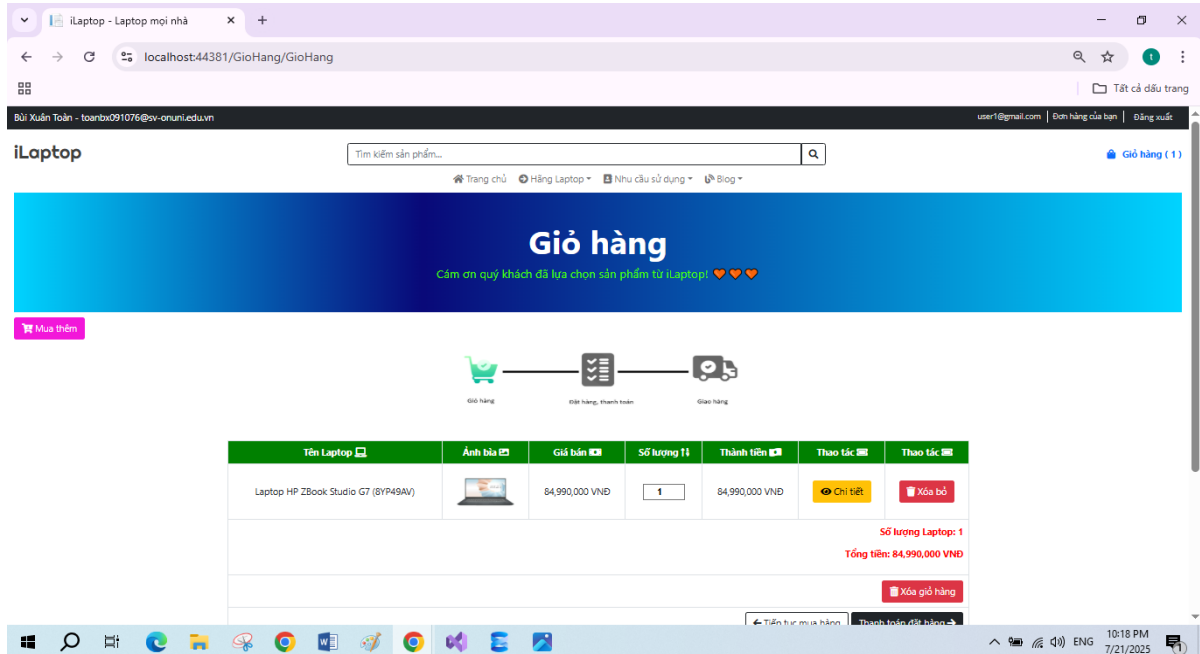 iLaptop - Laptop mọi nhà
localhost:44381/GioHang/GioHang
Tất cả dấu trang
Bùi Xuân Toản - toanbx091076@sv-onuni.edu.vn
user1@gmail.com | Đơn hàng của bạn | Đăng xuất
iLaptop
Tìm kiếm sản phẩm...
Giỏ hàng ( 1 )
Trang chủ Hãng Laptop Nhu cầu sử dụng Blog
Giỏ hàng
Cám ơn quý khách đã lựa chọn sản phẩm từ iLaptop!
Mua thêm
Giỏ hàng Đặt hàng, thanh toán Giao hàng
Tên Laptop Ảnh bìa Giá bán Số lượng Thành tiền Thao tác Thao tác
Laptop HP ZBook Studio G7 (8YP49AV) 84,990,000 VNĐ 1 84,990,000 VNĐ Chi tiết Xóa bỏ
Số lượng Laptop: 1
Tổng tiền: 84,990,000 VNĐ
Xóa giỏ hàng
Tiếp tục mua hàng Thanh toán đặt hàng
ENG
10:18 PM
7/21/2025